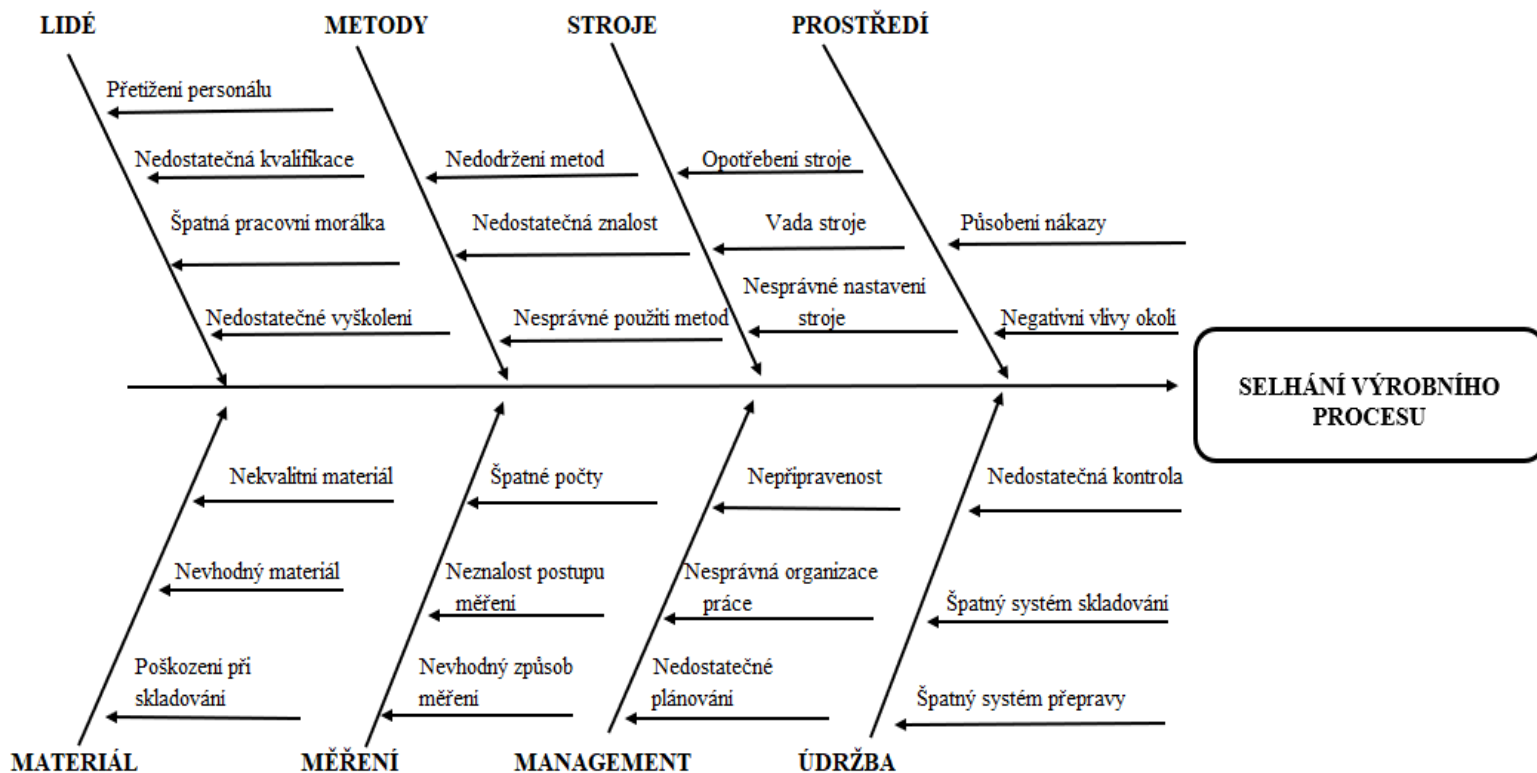 LIDÉ
METODY
STROJE
PROSTŘEDÍ
Přetižení personálu
Nedostatečná kvalifikace
Nedodržení metod
Opotřebení stroje
Špatná pracovní morálka
Nedostatečná znalost
Vada stroje
Působení nákazy
Nedostatečné vyškolení
Nesprávné použití metod
Nesprávné nastavení
stroje
Negativní vlivy okolí
SELHÁNÍ VÝROBNÍHO
PROCESU
Nekvalitní materiál
Špatné počty
Nepřipravenost
Nedostatečná kontrola
Nevhodný materiál
Neznalost postupu
měření
Nesprávná organizace
práce
Špatný systém skladování
Poškození při
skladování
Nevhodný způsob
měření
Nedostatečné
plánování
Špatný systém přepravy
MATERIÁL
MĚŘENÍ
MANAGEMENT
ÚDRŽBA